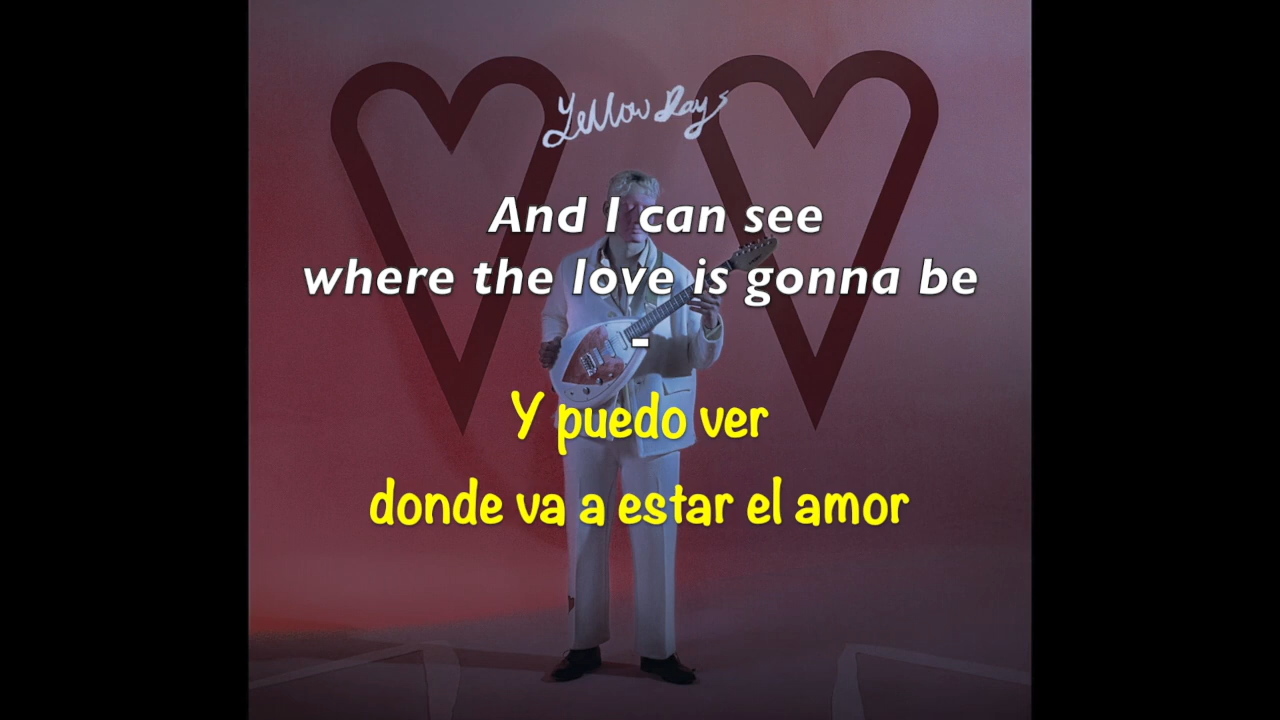 Yellow Days
And I can see
where the love is gonna be
-
Y puedo ver
donde va a estar el amor